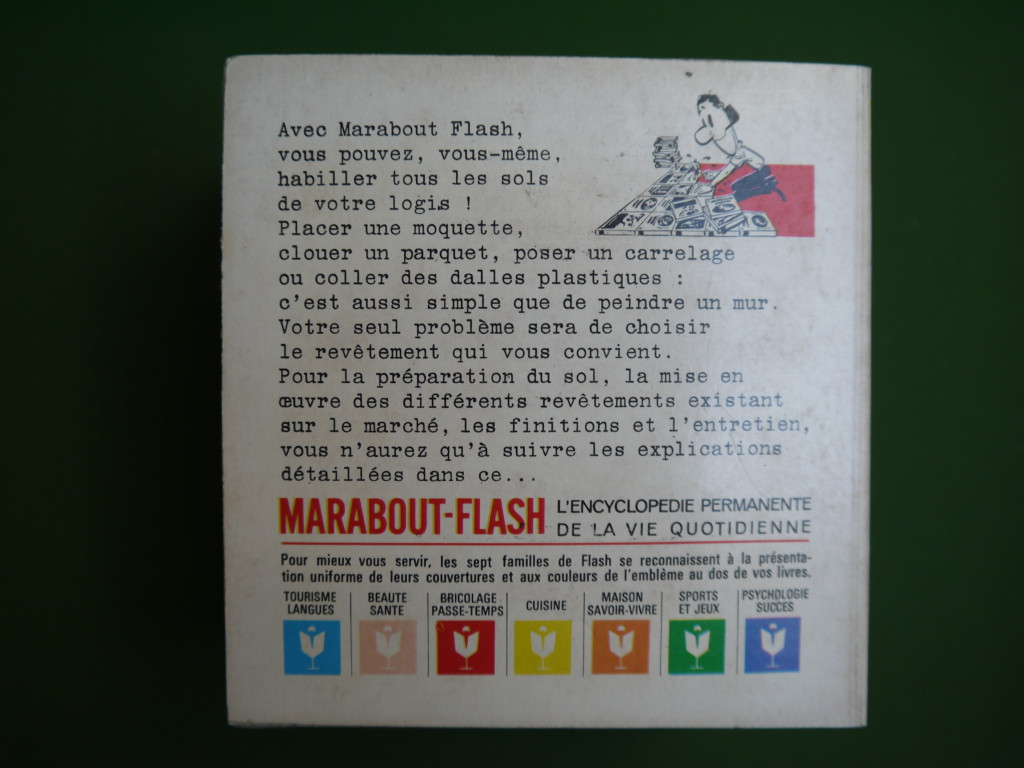 Avec Marabout Flash,
vous pouvez, vous-même,
habiller tous les sols
de votre logis !
Placer une moquette,
clouer un parquet, poser un carrelage
ou coller des dalles plastiques :
c'est aussi simple que de peindre un mur.
Votre seul problème sera de choisir
le revêtement qui vous convient.
Pour la préparation du sol, la mise en
œuvre des différents revêtements existant
sur le marché, les finitions et l'entretien,
vous n'aurez qu'à suivre les explications
détaillées dans ce...
MARABOUT-FLASH L'ENCYCLOPEDIE PERMANENTE
DE LA VIE QUOTIDIENNE
Pour mieux vous servir, les sept familles de Flash se reconnaissent à la présenta-
tion uniforme de leurs couvertures et aux couleurs de l'emblème au dos de vos livres.
TOURISME
LANGUES
BEAUTE
SANTE
BRICOLAGE
PASSE-TEMPS
CUISINE
MAISON
SAVOIR-VIVRE
SPORTS
ET JEUX
PSYCHOLOGIE
SUCCES